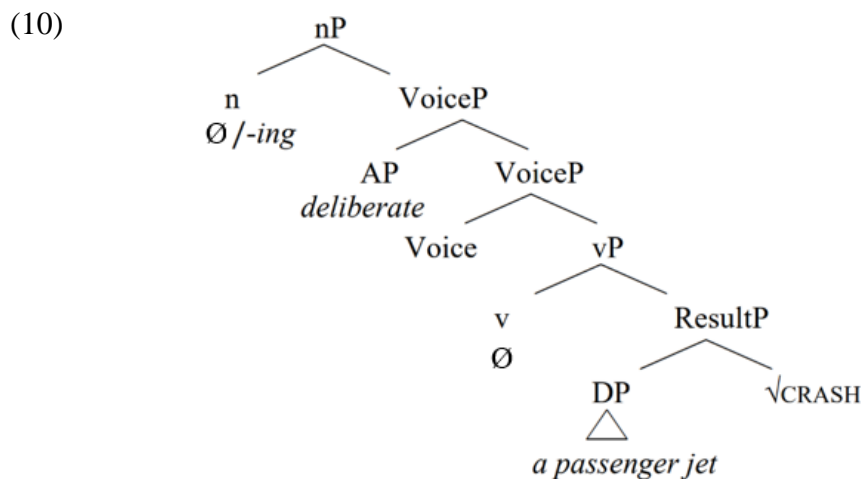 (10)
nP
n VoiceP
Ø/-ing
AP VoiceP
deliberate
Voice vP
v ResultP
Ø
DP √CRASH
a passenger jet